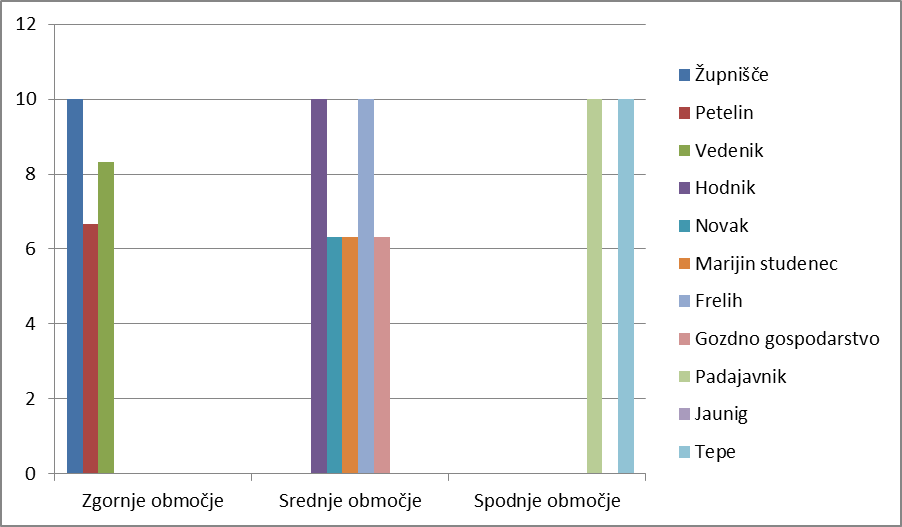 12
10
8
6
4
2
0
Zgornje območje
Srednje območje
Spodnje območje
Župnišče
Petelin
Vedenik
Hodnik
Novak
Marijin studenec
Frelih
Gozdno gospodarstvo
Padajavnik
Jaunig
Tepe